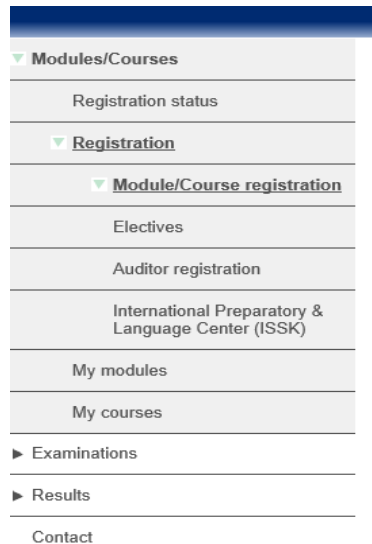 Modules/Courses
Registration status
Registration
Module/Course registration
Electives
Auditor registration
International Preparatory &
Language Center (ISSK)
My modules
My courses
Examinations
Results
Contact